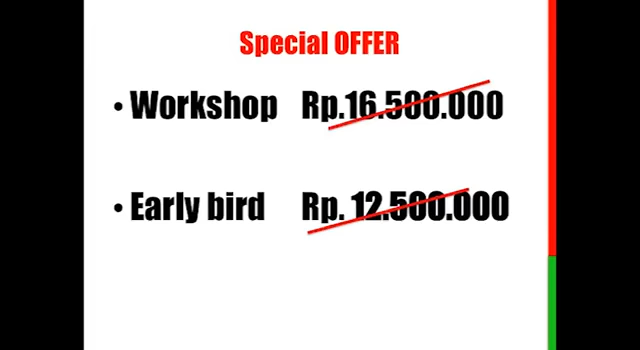 Special OFFER
• Workshop Rp.16.500.000
• Early bird Rp. 12.500.000